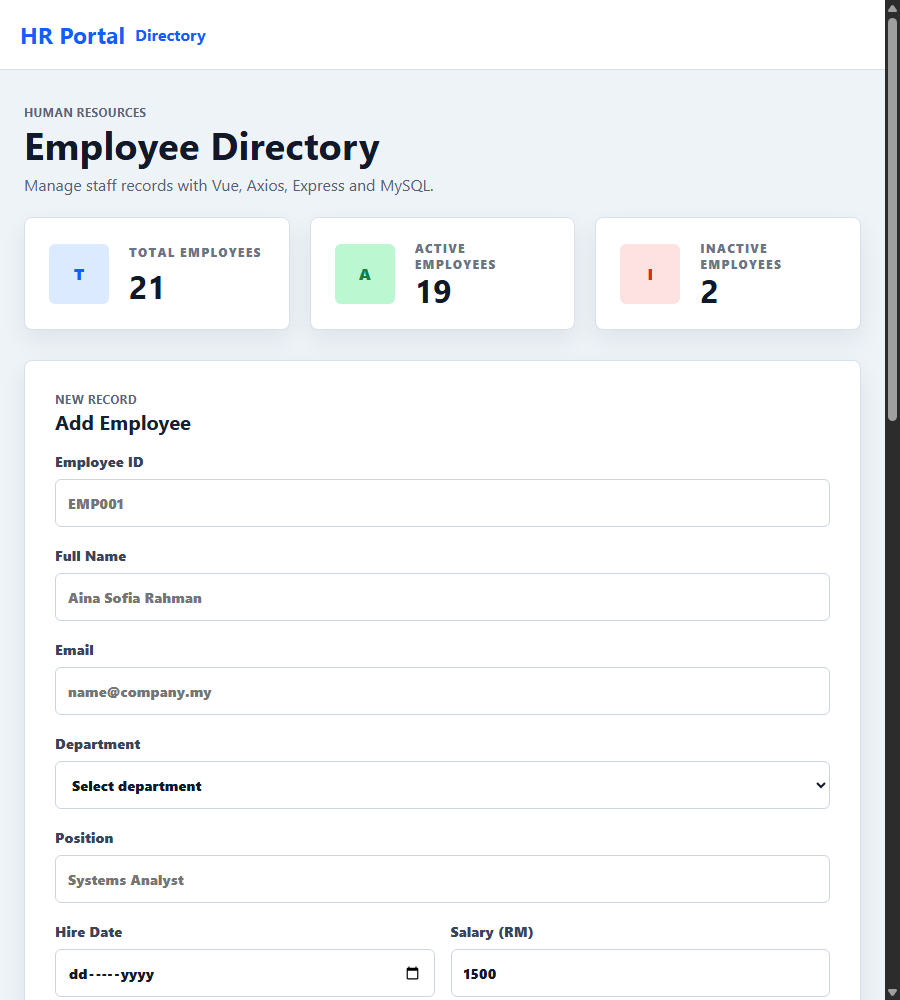 HR Portal Directory
HUMAN RESOURCES
Employee Directory
Manage staff records with Vue, Axios, Express and MySQL.
T
TOTAL EMPLOYEES
21
A
ACTIVE
EMPLOYEES
19
I
INACTIVE
EMPLOYEES
2
NEW RECORD
Add Employee
Employee ID
EMP001
Full Name
Aina Sofia Rahman
Email
name@company.my
Department
Select department
Position
Systems Analyst
Hire Date
dd-----yyyy
Salary (RM)
1500